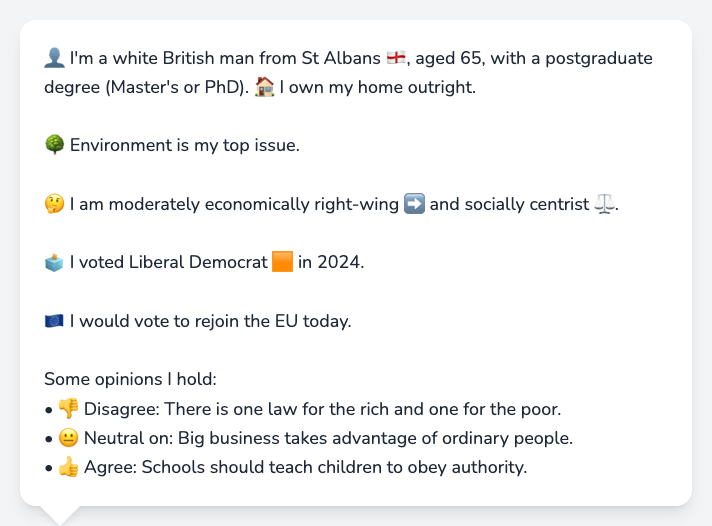 👤 I'm a white British man from St Albans 🏴󠁧󠁢󠁥󠁮󠁧󠁿, aged 65, with a postgraduate
degree (Master's or PhD). 🏠 I own my home outright.
🌳 Environment is my top issue.
🤔 I am moderately economically right-wing ➡️ and socially centrist ⚖️.
🗳️ I voted Liberal Democrat 🟧 in 2024.
🇪🇺 I would vote to rejoin the EU today.
Some opinions I hold:
• 👎 Disagree: There is one law for the rich and one for the poor.
• 😐 Neutral on: Big business takes advantage of ordinary people.
• 👍 Agree: Schools should teach children to obey authority.